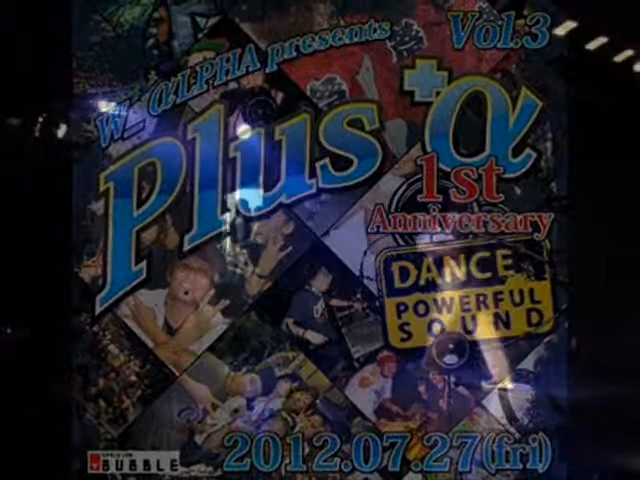 Vol.3
W_αLPHA presents
Plus +α
1st
Anniversary
DANCE
POWERFUL
SOUND
BUBBLE
2012.07.27(fri)